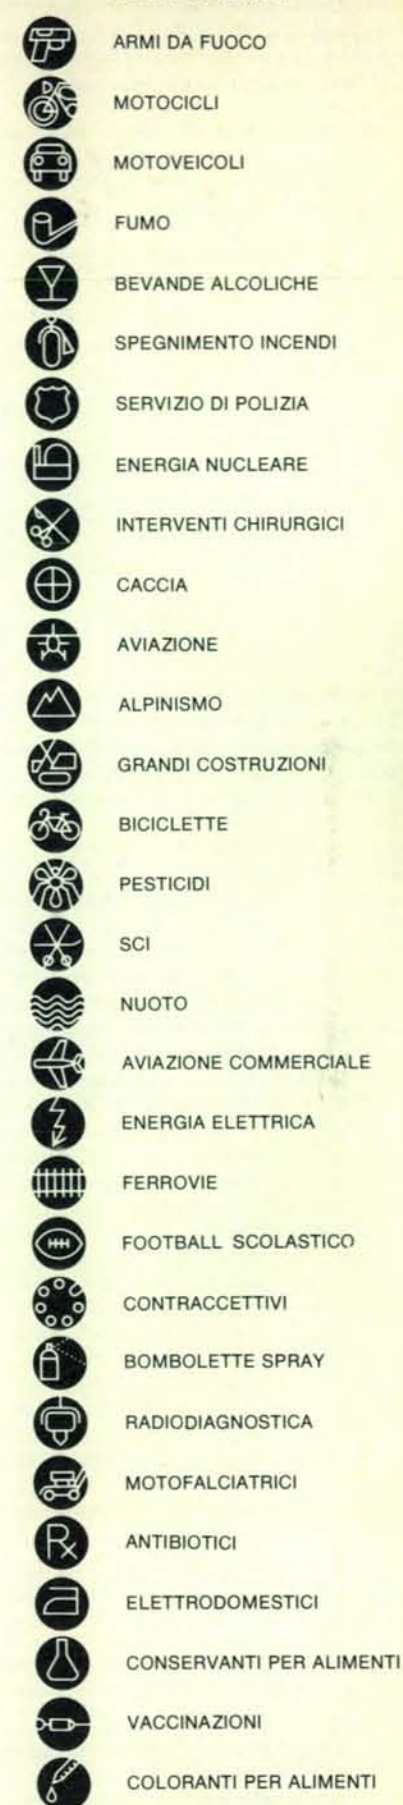 ARMI DA FUOCO
MOTOCICLI
MOTOVEICOLI
FUMO
BEVANDE ALCOLICHE
SPEGNIMENTO INCENDI
SERVIZIO DI POLIZIA
ENERGIA NUCLEARE
INTERVENTI CHIRURGICI
CACCIA
AVIAZIONE
ALPINISMO
GRANDI COSTRUZIONI
BICICLETTE
PESTICIDI
SCI
NUOTO
AVIAZIONE COMMERCIALE
ENERGIA ELETTRICA
FERROVIE
FOOTBALL SCOLASTICO
CONTRACCETTIVI
BOMBOLETTE SPRAY
RADIODIAGNOSTICA
MOTOFALCIATRICI
Rx ANTIBIOTICI
ELETTRODOMESTICI
CONSERVANTI PER ALIMENTI
VACCINAZIONI
COLORANTI PER ALIMENTI